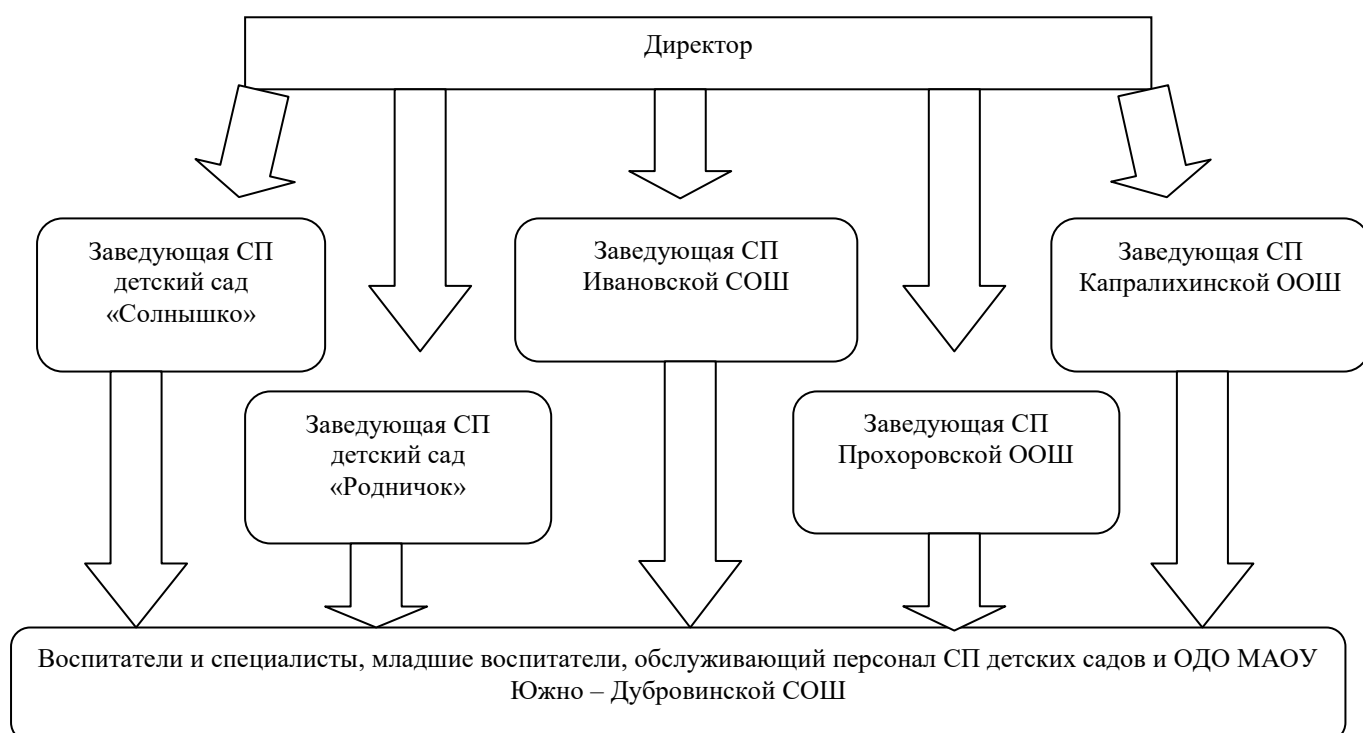 Директор
Заведующая СП
детский сад
«Солнышко»
Заведующая СП
Ивановской СОШ
Заведующая СП
Капралихинской ООШ
Заведующая СП
детский сад
«Родничок»
Заведующая СП
Прохоровской ООШ
Воспитатели и специалисты, младшие воспитатели, обслуживающий персонал СП детских садов и ОДО МАОУ
Южно – Дубровинской СОШ